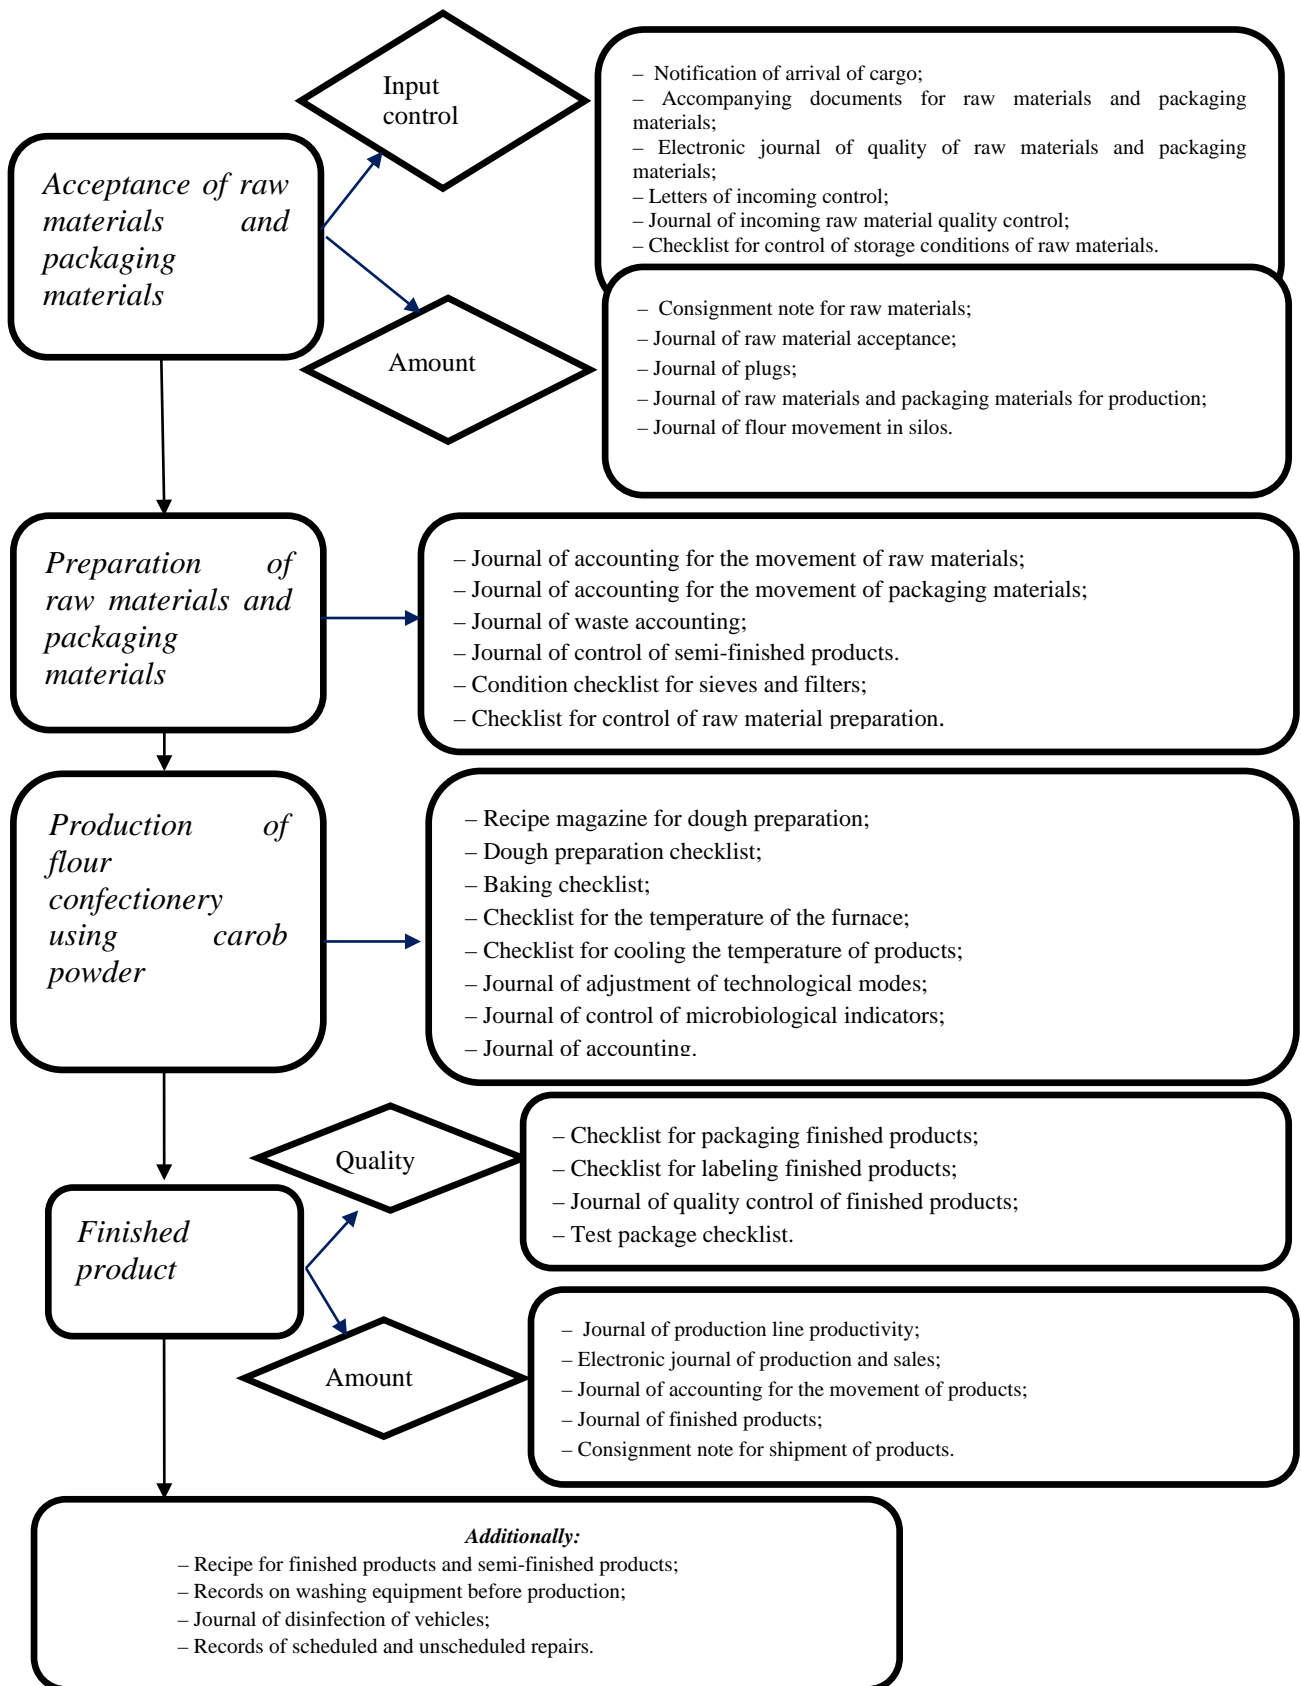 Input
control
– Notification of arrival of cargo;
– Accompanying documents for raw materials and packaging
materials;
– Electronic journal of quality of raw materials and packaging
materials;
– Letters of incoming control;
– Journal of incoming raw material quality control;
– Checklist for control of storage conditions of raw materials.
Acceptance of raw
materials and
packaging
materials
Amount
– Consignment note for raw materials;
– Journal of raw material acceptance;
– Journal of plugs;
– Journal of raw materials and packaging materials for production;
– Journal of flour movement in silos.
Preparation of
raw materials and
packaging
materials
– Journal of accounting for the movement of raw materials;
– Journal of accounting for the movement of packaging materials;
– Journal of waste accounting;
– Journal of control of semi-finished products.
– Condition checklist for sieves and filters;
– Checklist for control of raw material preparation.
Production of
flour
confectionery
using carob
powder
– Recipe magazine for dough preparation;
– Dough preparation checklist;
– Baking checklist;
– Checklist for the temperature of the furnace;
– Checklist for cooling the temperature of products;
– Journal of adjustment of technological modes;
– Journal of control of microbiological indicators;
– Journal of accounting.
Quality
– Checklist for packaging finished products;
– Checklist for labeling finished products;
– Journal of quality control of finished products;
– Test package checklist.
Finished
product
Amount
– Journal of production line productivity;
– Electronic journal of production and sales;
– Journal of accounting for the movement of products;
– Journal of finished products;
– Consignment note for shipment of products.
Additionally:
– Recipe for finished products and semi-finished products;
– Records on washing equipment before production;
– Journal of disinfection of vehicles;
– Records of scheduled and unscheduled repairs.